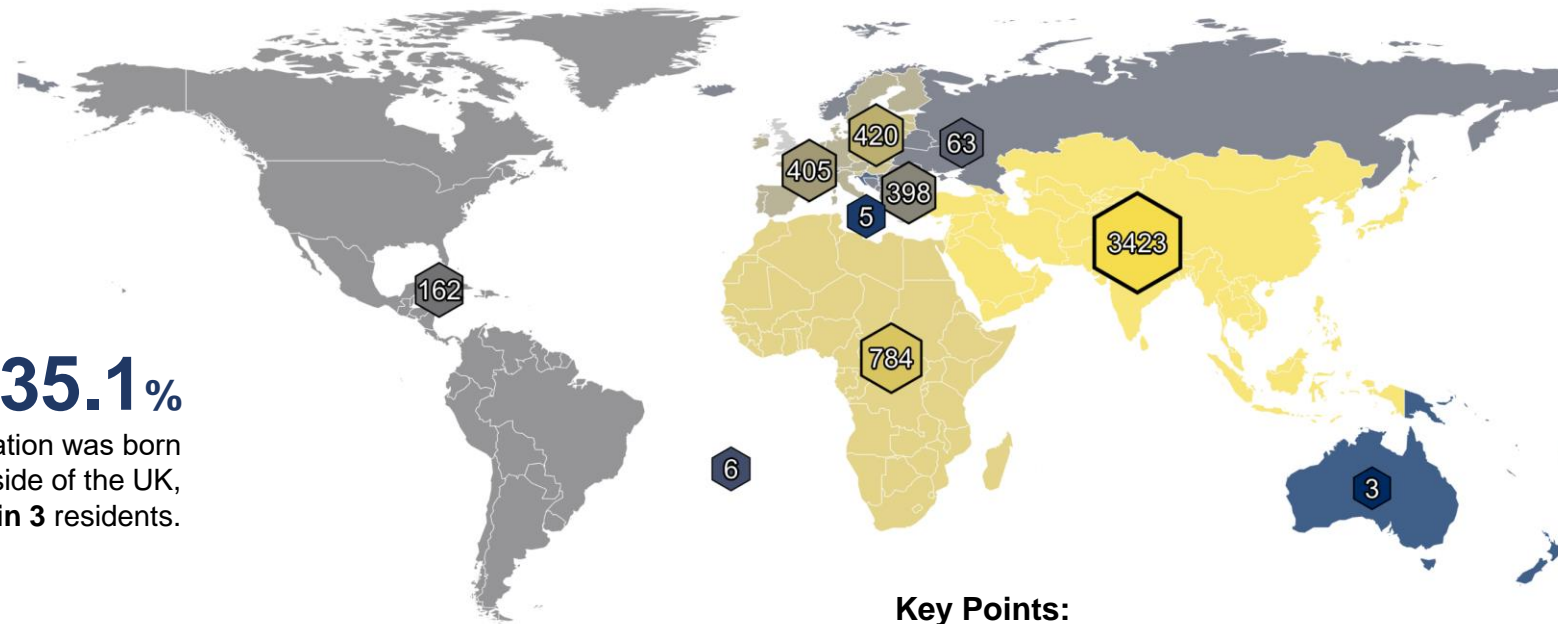 420
63
405
398
5
3423
162
784
35.1%
ation was born
side of the UK,
in 3 residents.
6
3
Key Points: